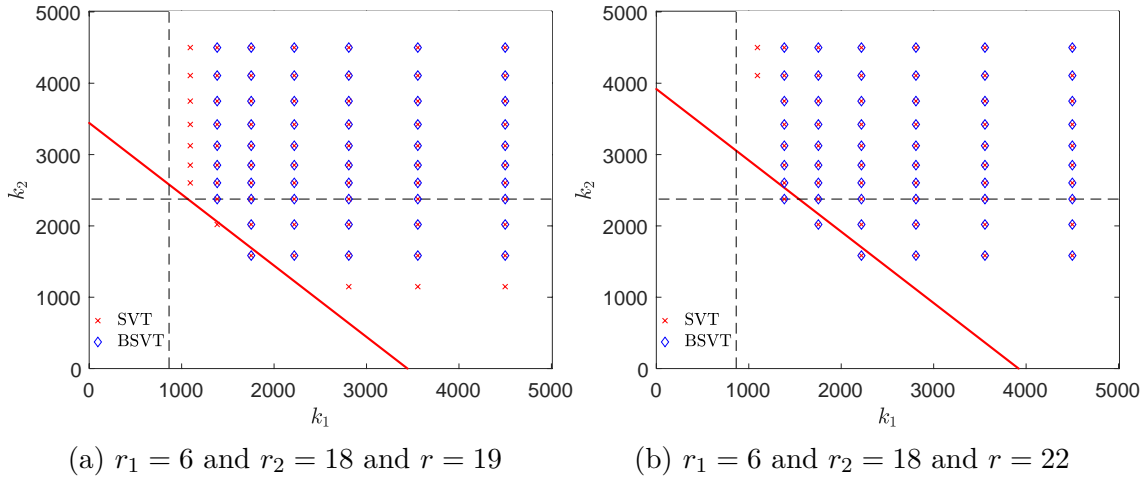 5000
4000
3000
2000
1000
0
k₂
0 1000 2000 3000 4000 5000
k₁
SVT
BSVT
(a) r₁ = 6 and r₂ = 18 and r = 19
5000
4000
3000
2000
1000
0
k₂
0 1000 2000 3000 4000 5000
k₁
SVT
BSVT
(b) r₁ = 6 and r₂ = 18 and r = 22